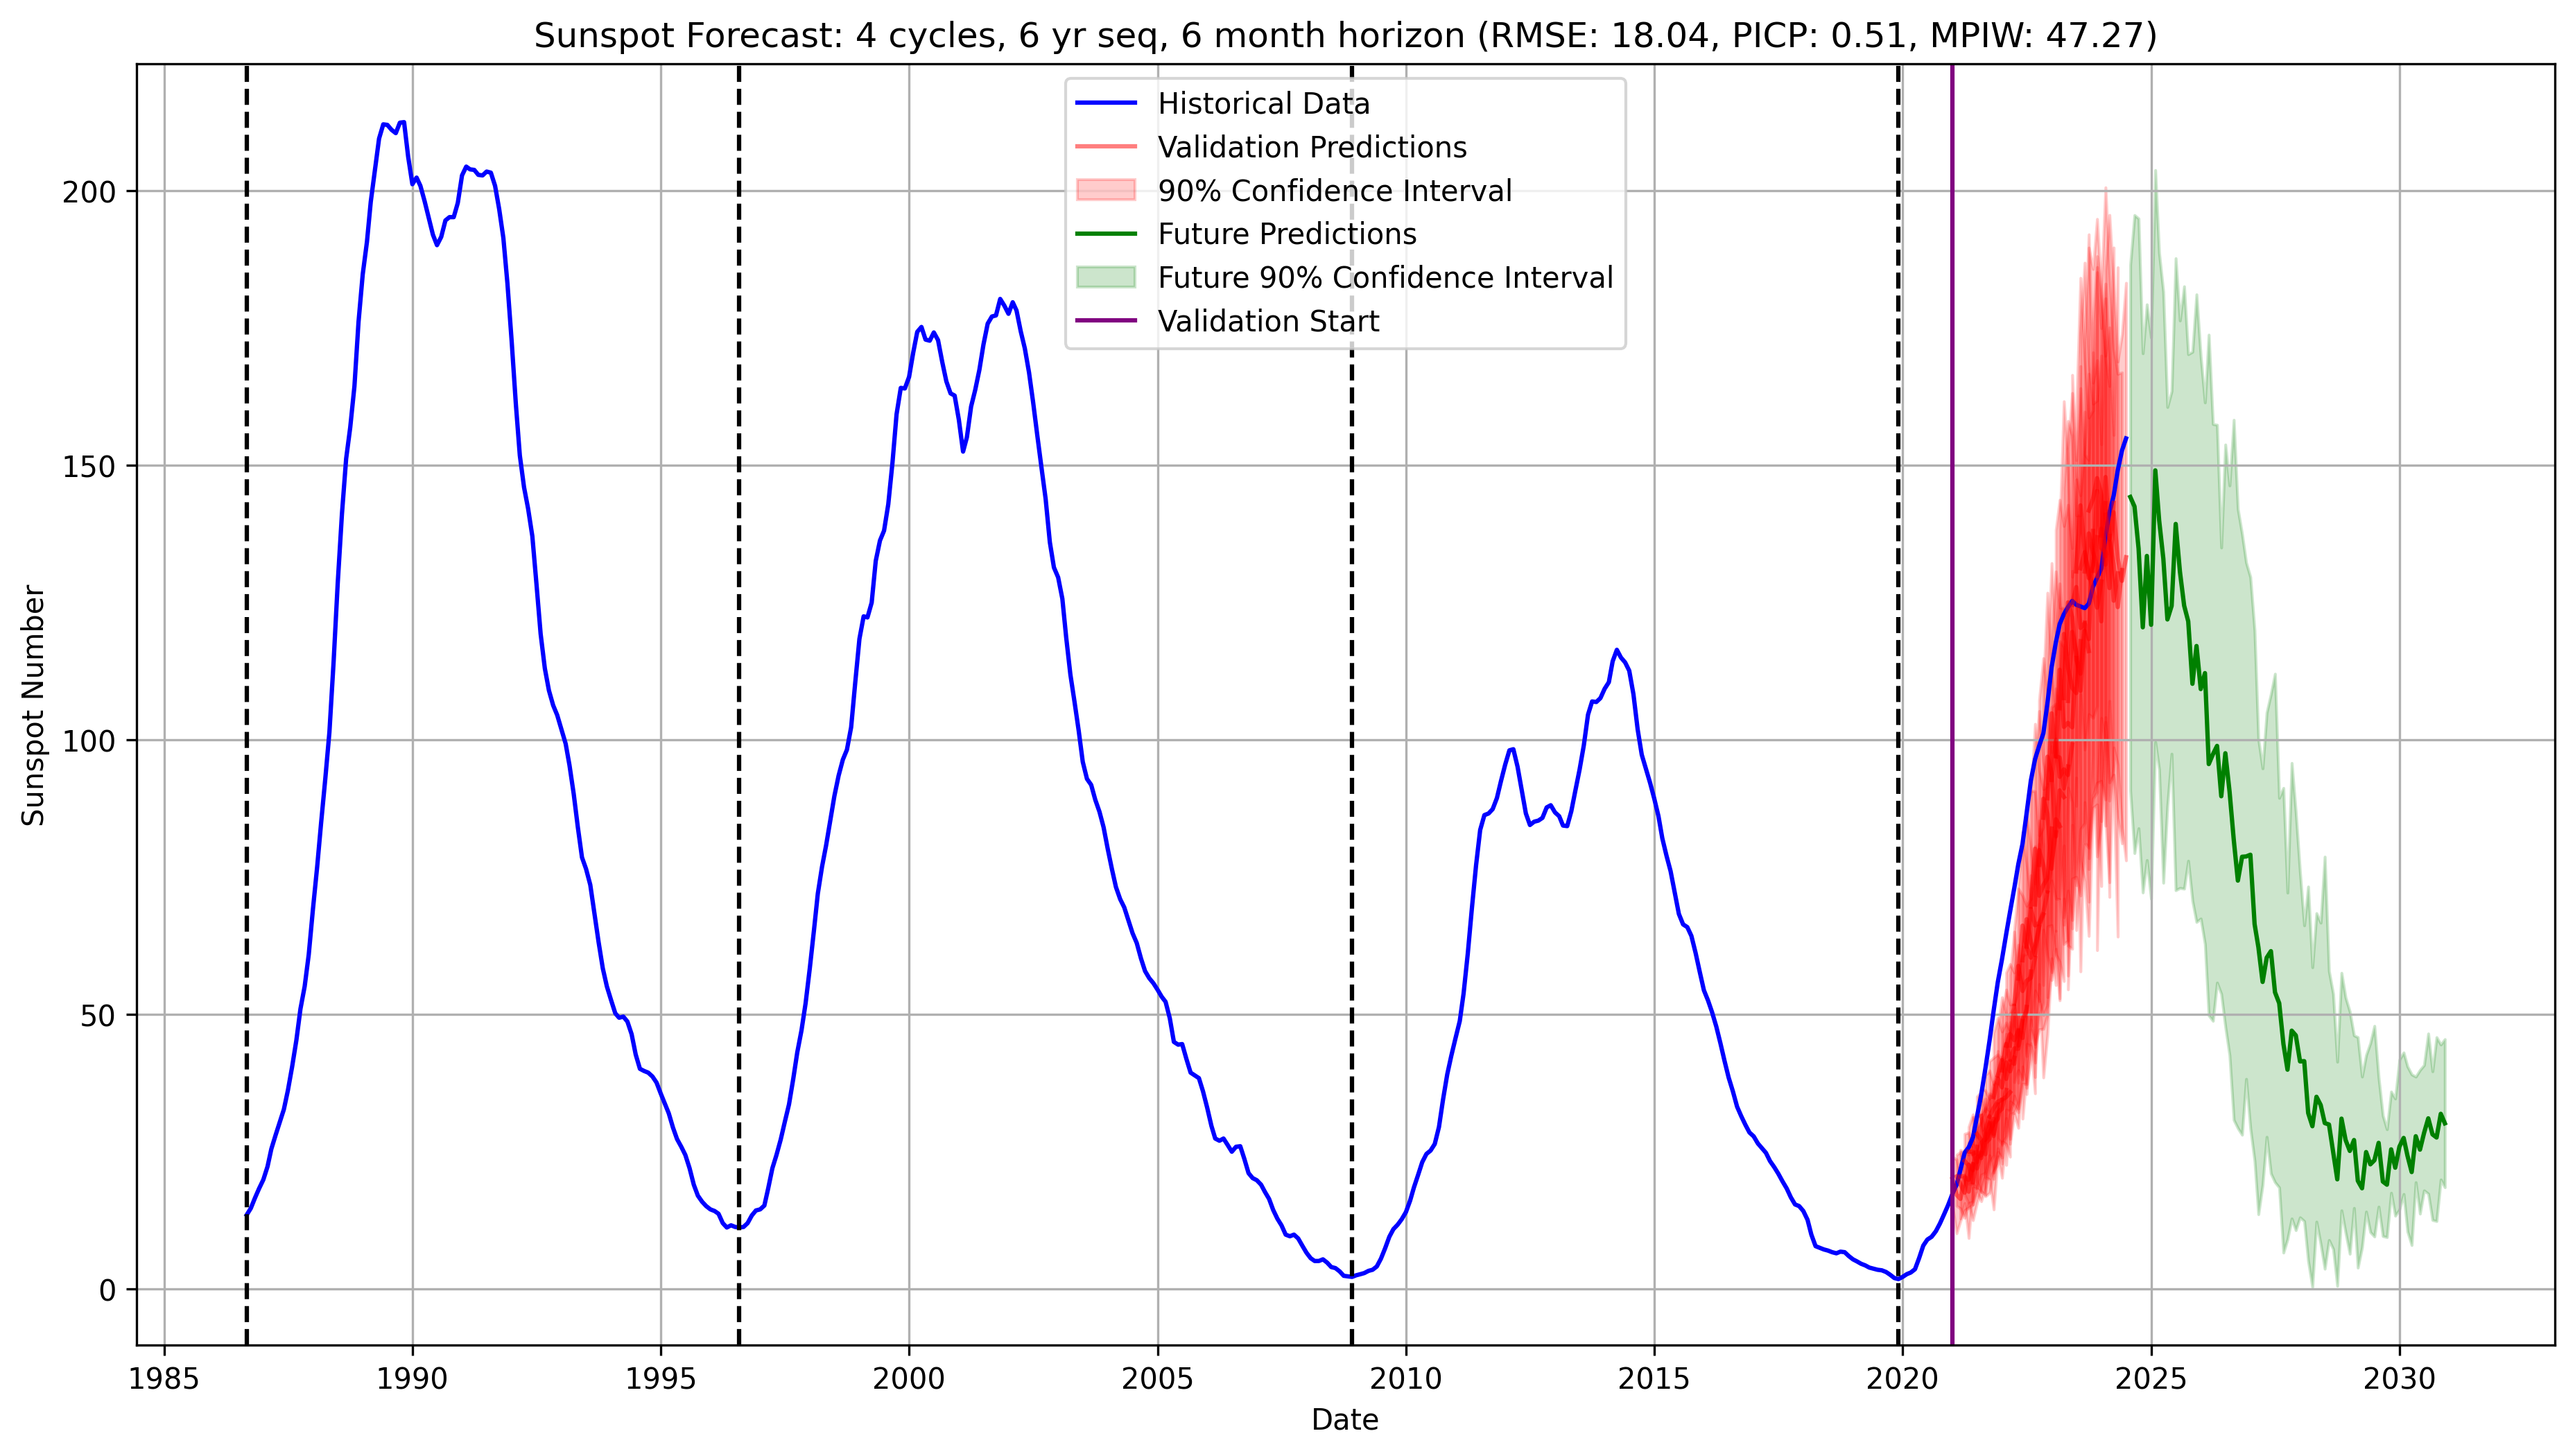 Sunspot Forecast: 4 cycles, 6 yr seq, 6 month horizon (RMSE: 18.04, PICP: 0.51, MPIW: 47.27)
Historical Data
Validation Predictions
90% Confidence Interval
Future Predictions
Future 90% Confidence Interval
Validation Start
Sunspot Number
200
150
100
50
0
1985 1990 1995 2000 2005 2010 2015 2020 2025 2030
Date